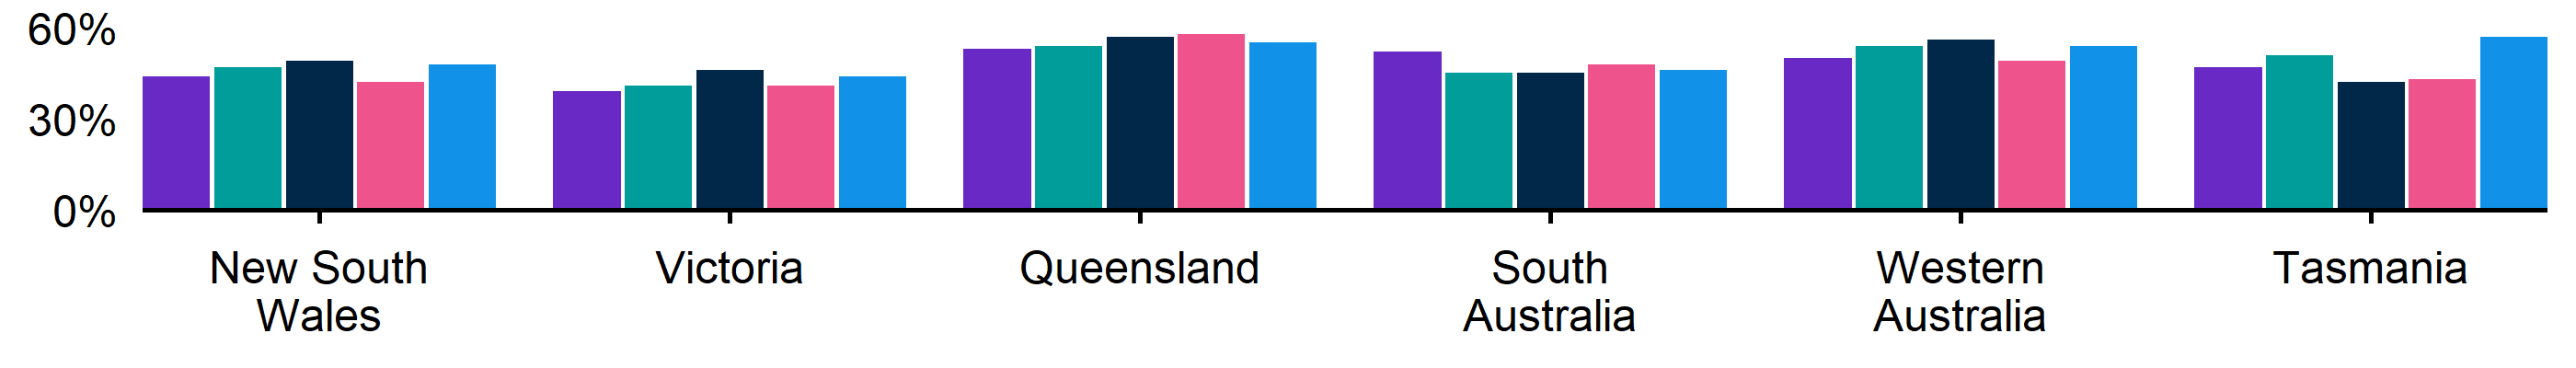 60%
30%
0%
New South
Wales
Victoria
Queensland
South
Australia
Western
Australia
Tasmania